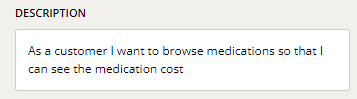 DESCRIPTION
As a customer I want to browse medications so that I
can see the medication cost